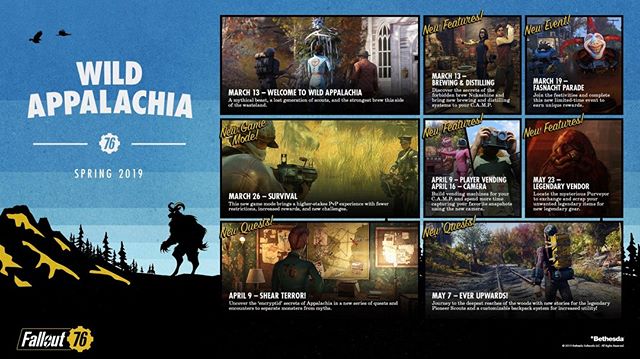 WILD
APPALACHIA
76
SPRING 2019
Fallout 76
MARCH 13 – WELCOME TO WILD APPALACHIA
A mythical beast, a lost generation of scouts, and the strongest brew this side
of the wasteland.
New Features!
MARCH 13 –
BREWING & DISTILLING
Discover the secrets of the
forbidden brew Nukashine and
bring new brewing and distilling
systems to your C.A.M.P.
New Event!
MARCH 19 –
FASNACHT PARADE
Join the festivities and complete
this new limited-time event to
earn unique rewards.
New Game
Mode!
MARCH 26 – SURVIVAL
This new game mode brings a higher-stakes PvP experience with fewer
restrictions, increased rewards, and new challenges.
New Features!
APRIL 9 – PLAYER VENDING
APRIL 16 – CAMERA
Build vending machines for your
C.A.M.P. and spend more time
capturing your favorite snapshots
using the new camera.
New Features!
MAY 23 –
LEGENDARY VENDOR
Locate the mysterious Purveyor
to exchange and scrap your
unwanted legendary items for
new legendary gear.
New Quests!
APRIL 9 – SHEAR TERROR!
Uncover the 'encryptid' secrets of Appalachia in a new series of quests and
encounters to separate monsters from myths.
New Quests!
MAY 7 – EVER UPWARDS!
Journey to the deepest reaches of the woods with new stories for the legendary
Pioneer Scouts and a customizable backpack system for increased utility!
Bethesda
© 2019 Bethesda Softworks LLC. All Rights Reserved.